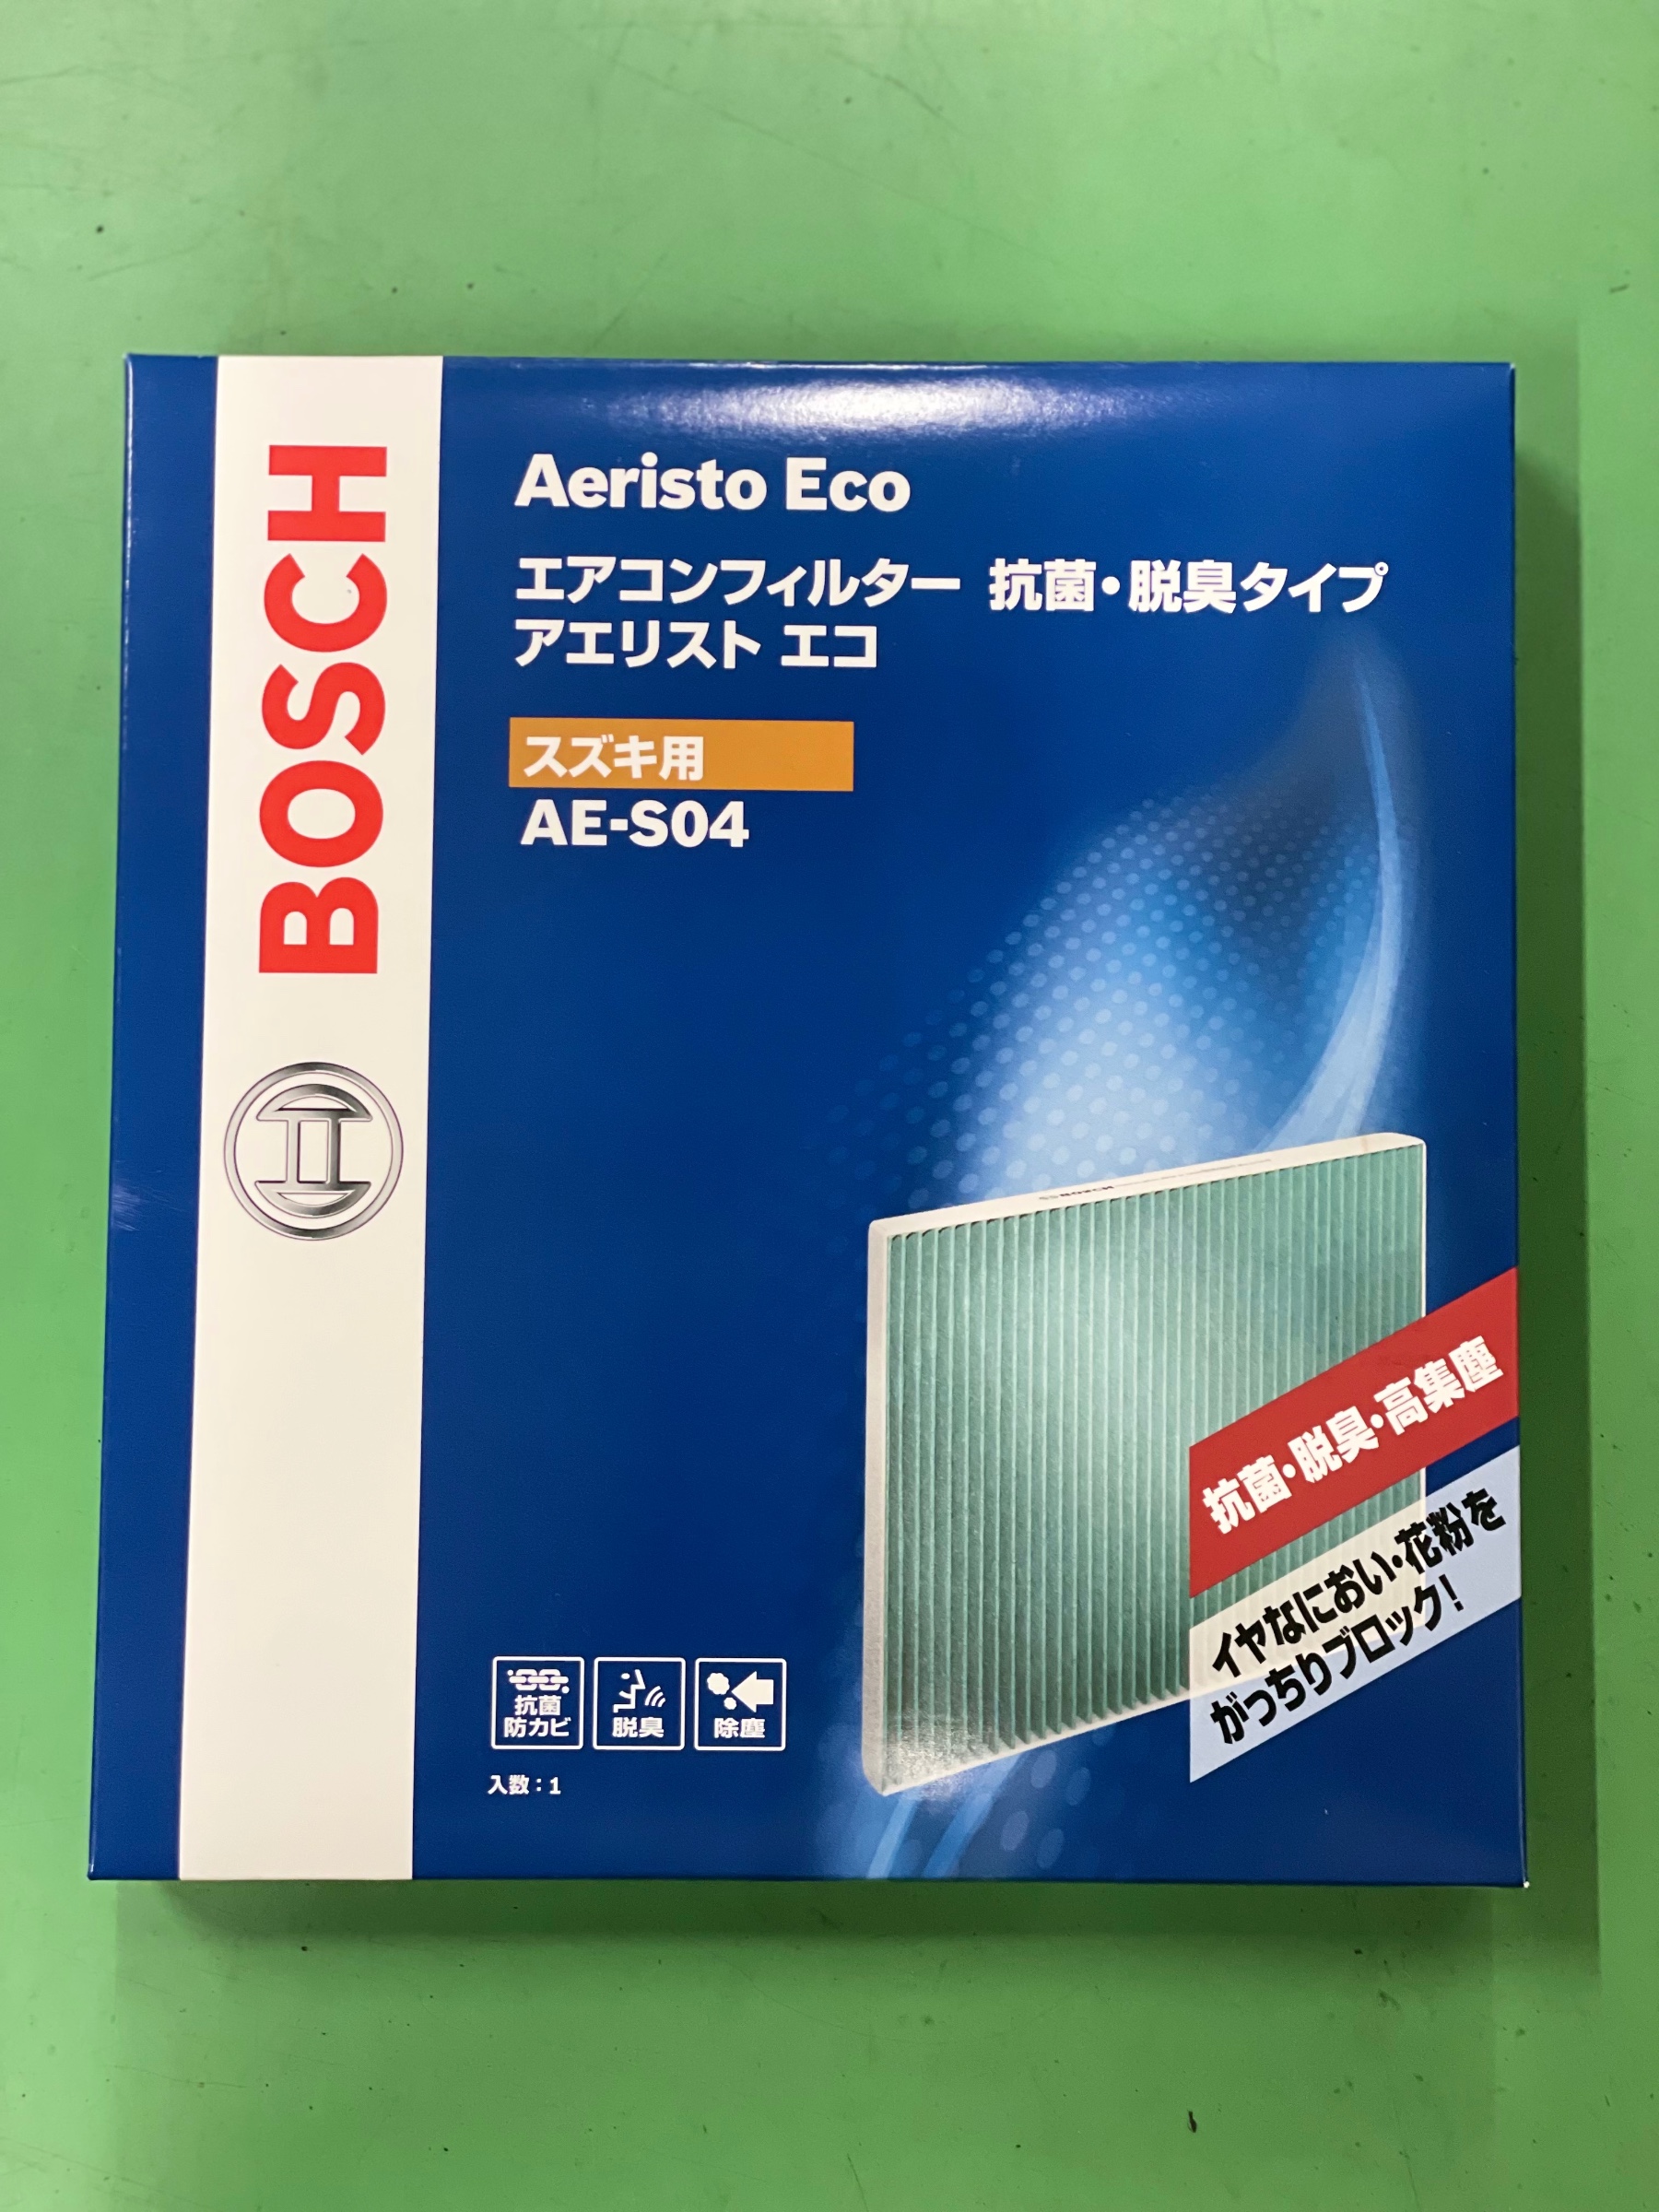 BOSCH
Aeristo Eco
エアコンフィルター 抗菌・脱臭タイプ
アエリスト エコ
スズキ用
AE-S04
BOSCH
抗菌・脱臭・高集塵
イヤなにおい・花粉を
がっちりブロック!
抗菌
防カビ
脱臭
除塵
入数：1